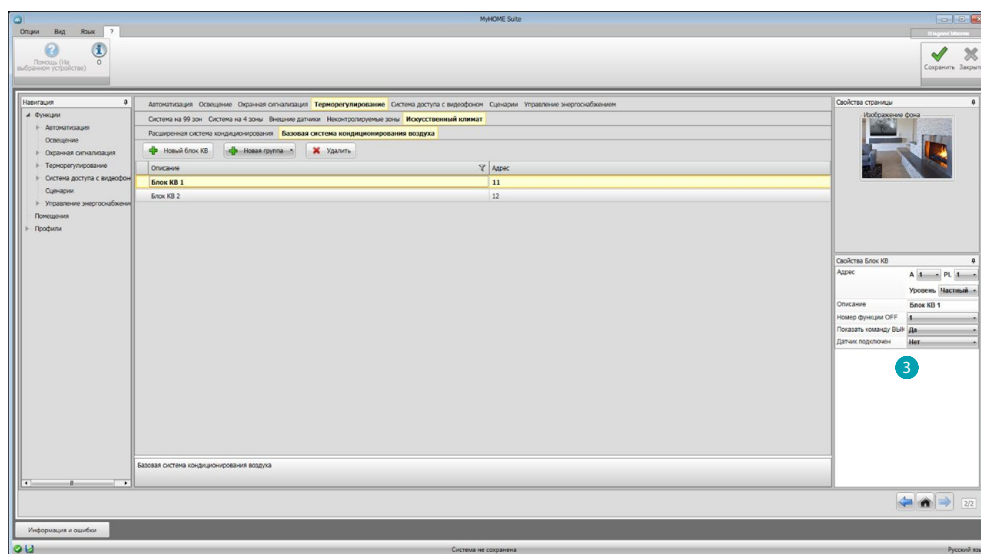 MyHOME Suite
Опции Вид Язык ?
Помощь (На выбранном устройстве)
О
Сохранить Закрыть
Навигация
Функции
Автоматизация
Освещение
Охранная сигнализация
Терморегулирование
Система доступа с видеофон
Сценарии
Управление энергоснабжени
Помещения
Профили
Автоматизация Освещение Охранная сигнализация Терморегулирование Система доступа с видеофоном Сценарии Управление энергоснабжением
Система на 99 зон Система на 4 зоны Внешние датчики Неконтролируемые зоны Искусственный климат
Расширенная система кондиционирования Базовая система кондиционирования воздуха
Новый блок КВ Новая группа Удалить
Описание Адрес
Блок КВ 1 11
Блок КВ 2 12
Базовая система кондиционирования воздуха
Свойства страницы
Изображение фона
Свойства Блок КВ
Адрес A 1 PL 1
Уровень Частный
Описание Блок КВ 1
Номер функции OFF 1
Показать команду ВЫК Да
Датчик подключен Нет
3
2/2
Информация и ошибки
Система не сохранена
Русский язы